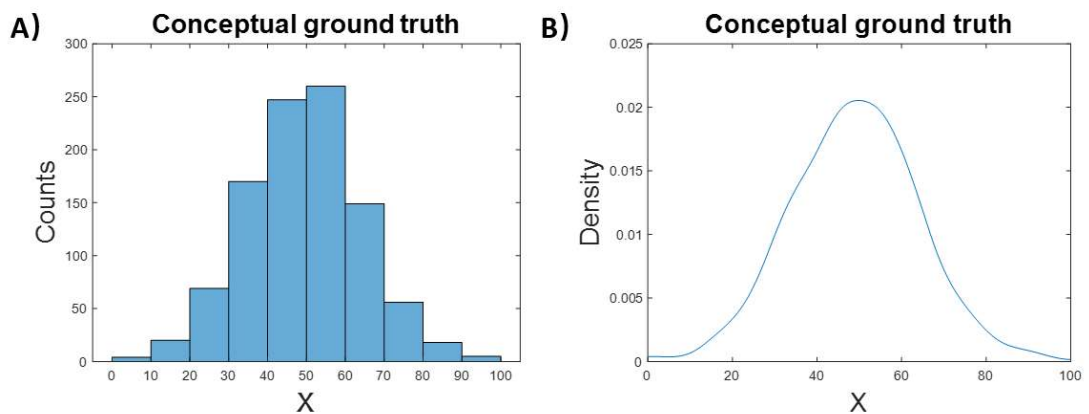 A)
Conceptual ground truth
300
250
200
150
100
50
0
Counts
0 10 20 30 40 50 60 70 80 90 100
X
B)
Conceptual ground truth
0.025
0.02
0.015
0.01
0.005
0
Density
0 20 40 60 80 100
X